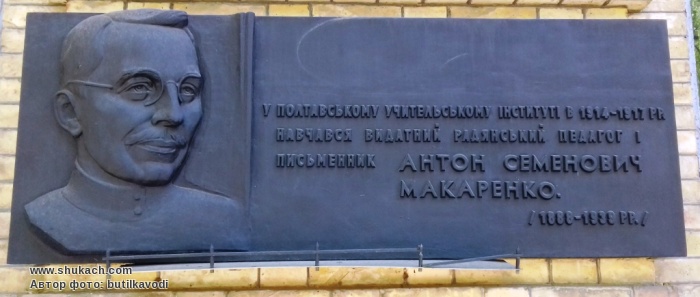 У ПОЛТАВСЬКОМУ УЧИТЕЛЬСЬКОМУ ІНСТИТУТІ В 1914-1917 РР.
НАВЧАВСЯ ВИДАТНИЙ РАДЯНСЬКИЙ ПЕДАГОГ І
ПИСЬМЕННИК АНТОН СЕМЕНОВИЧ
МАКАРЕНКО.
/1888-1939 РР./
www.shukach.com
Автор фото: butilkavodi